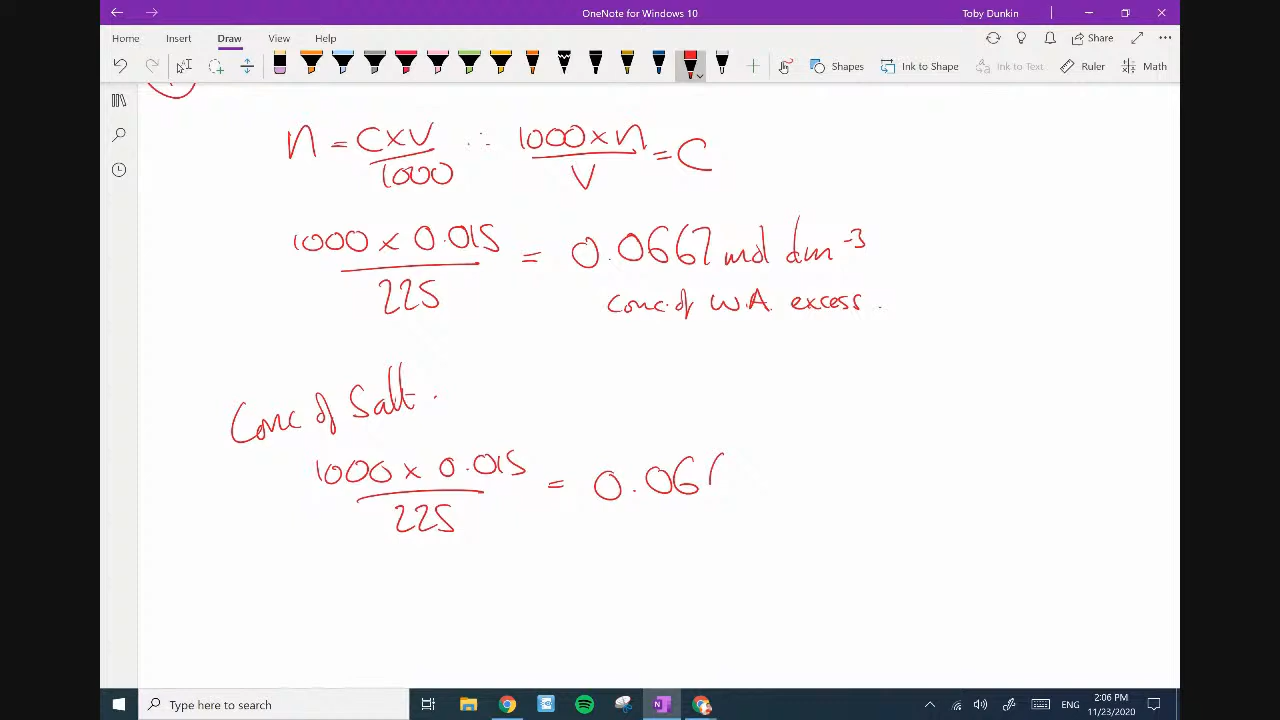 OneNote for Windows 10
Toby Dunkin
Home Insert Draw View Help
Share
Shapes Ink to Shape Ink to Text Ruler Math
n = CxV/1000 ∴ 1000 x n/V = C
1000 x 0.015/225 = 0.0667 mol dm⁻³
conc. of W.A. excess .
Conc of Salt .
1000 x 0.015/225 = 0.06
Type here to search
ENG
2:06 PM
11/23/2020